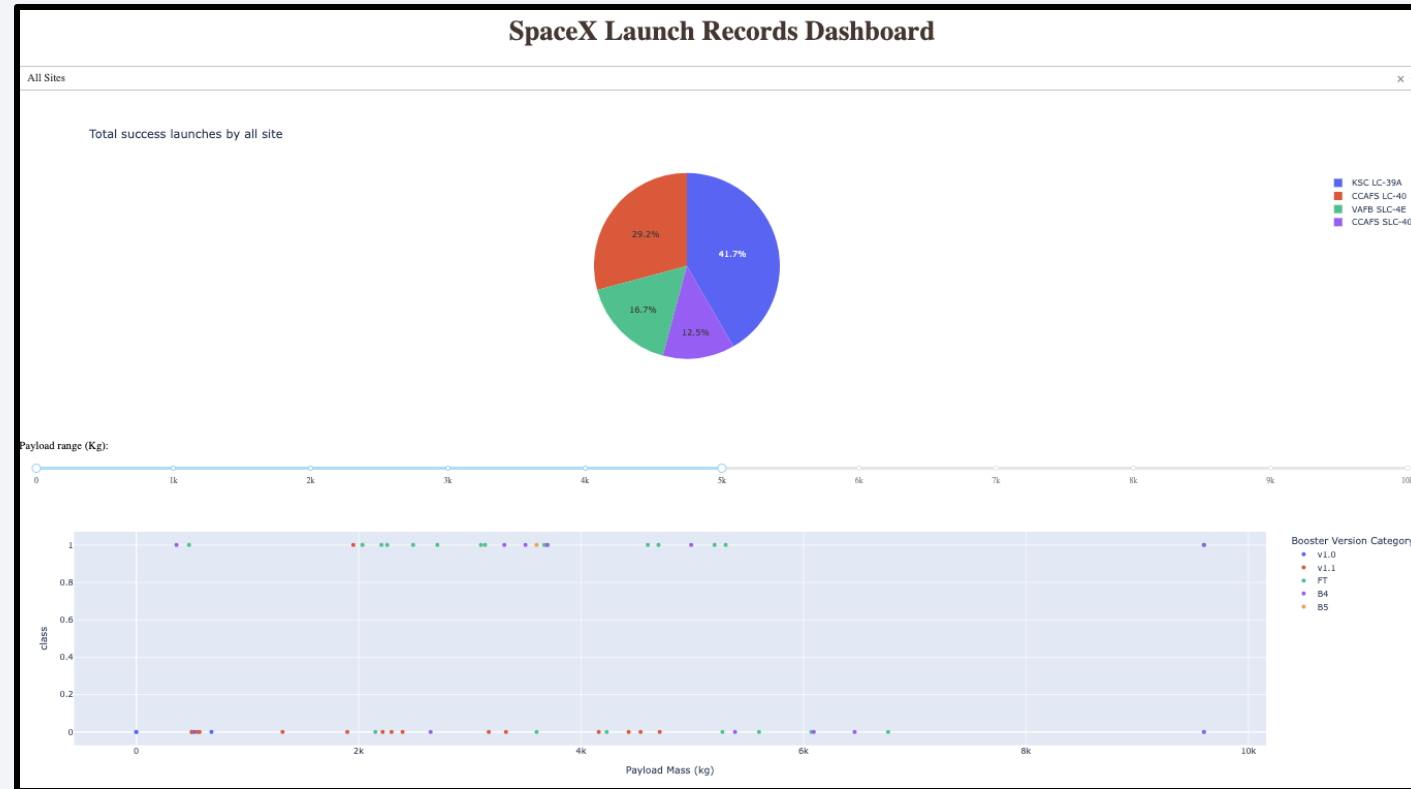 SpaceX Launch Records Dashboard
All Sites ×
Total success launches by all site
KSC LC-39A
CCAFS LC-40
VAFB SLC-4E
CCAFS SLC-40
29.2%
41.7%
16.7%
12.5%
Payload range (Kg):
0 1k 2k 3k 4k 5k 6k 7k 8k 9k 10k
Booster Version Category
v1.0
v1.1
FT
B4
B5
1
0.8
0.6
0.4
0.2
0
class
0 2k 4k 6k 8k 10k
Payload Mass (kg)